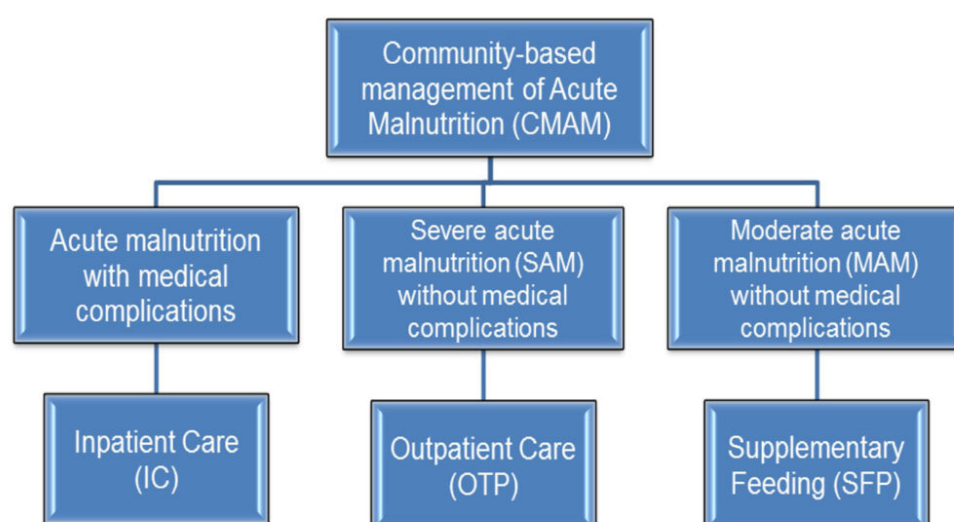 Community-based
management of Acute
Malnutrition (CMAM)
Acute malnutrition
with medical
complications
Severe acute
malnutrition (SAM)
without medical
complications
Moderate acute
malnutrition (MAM)
without medical
complications
Inpatient Care
(IC)
Outpatient Care
(OTP)
Supplementary
Feeding (SFP)